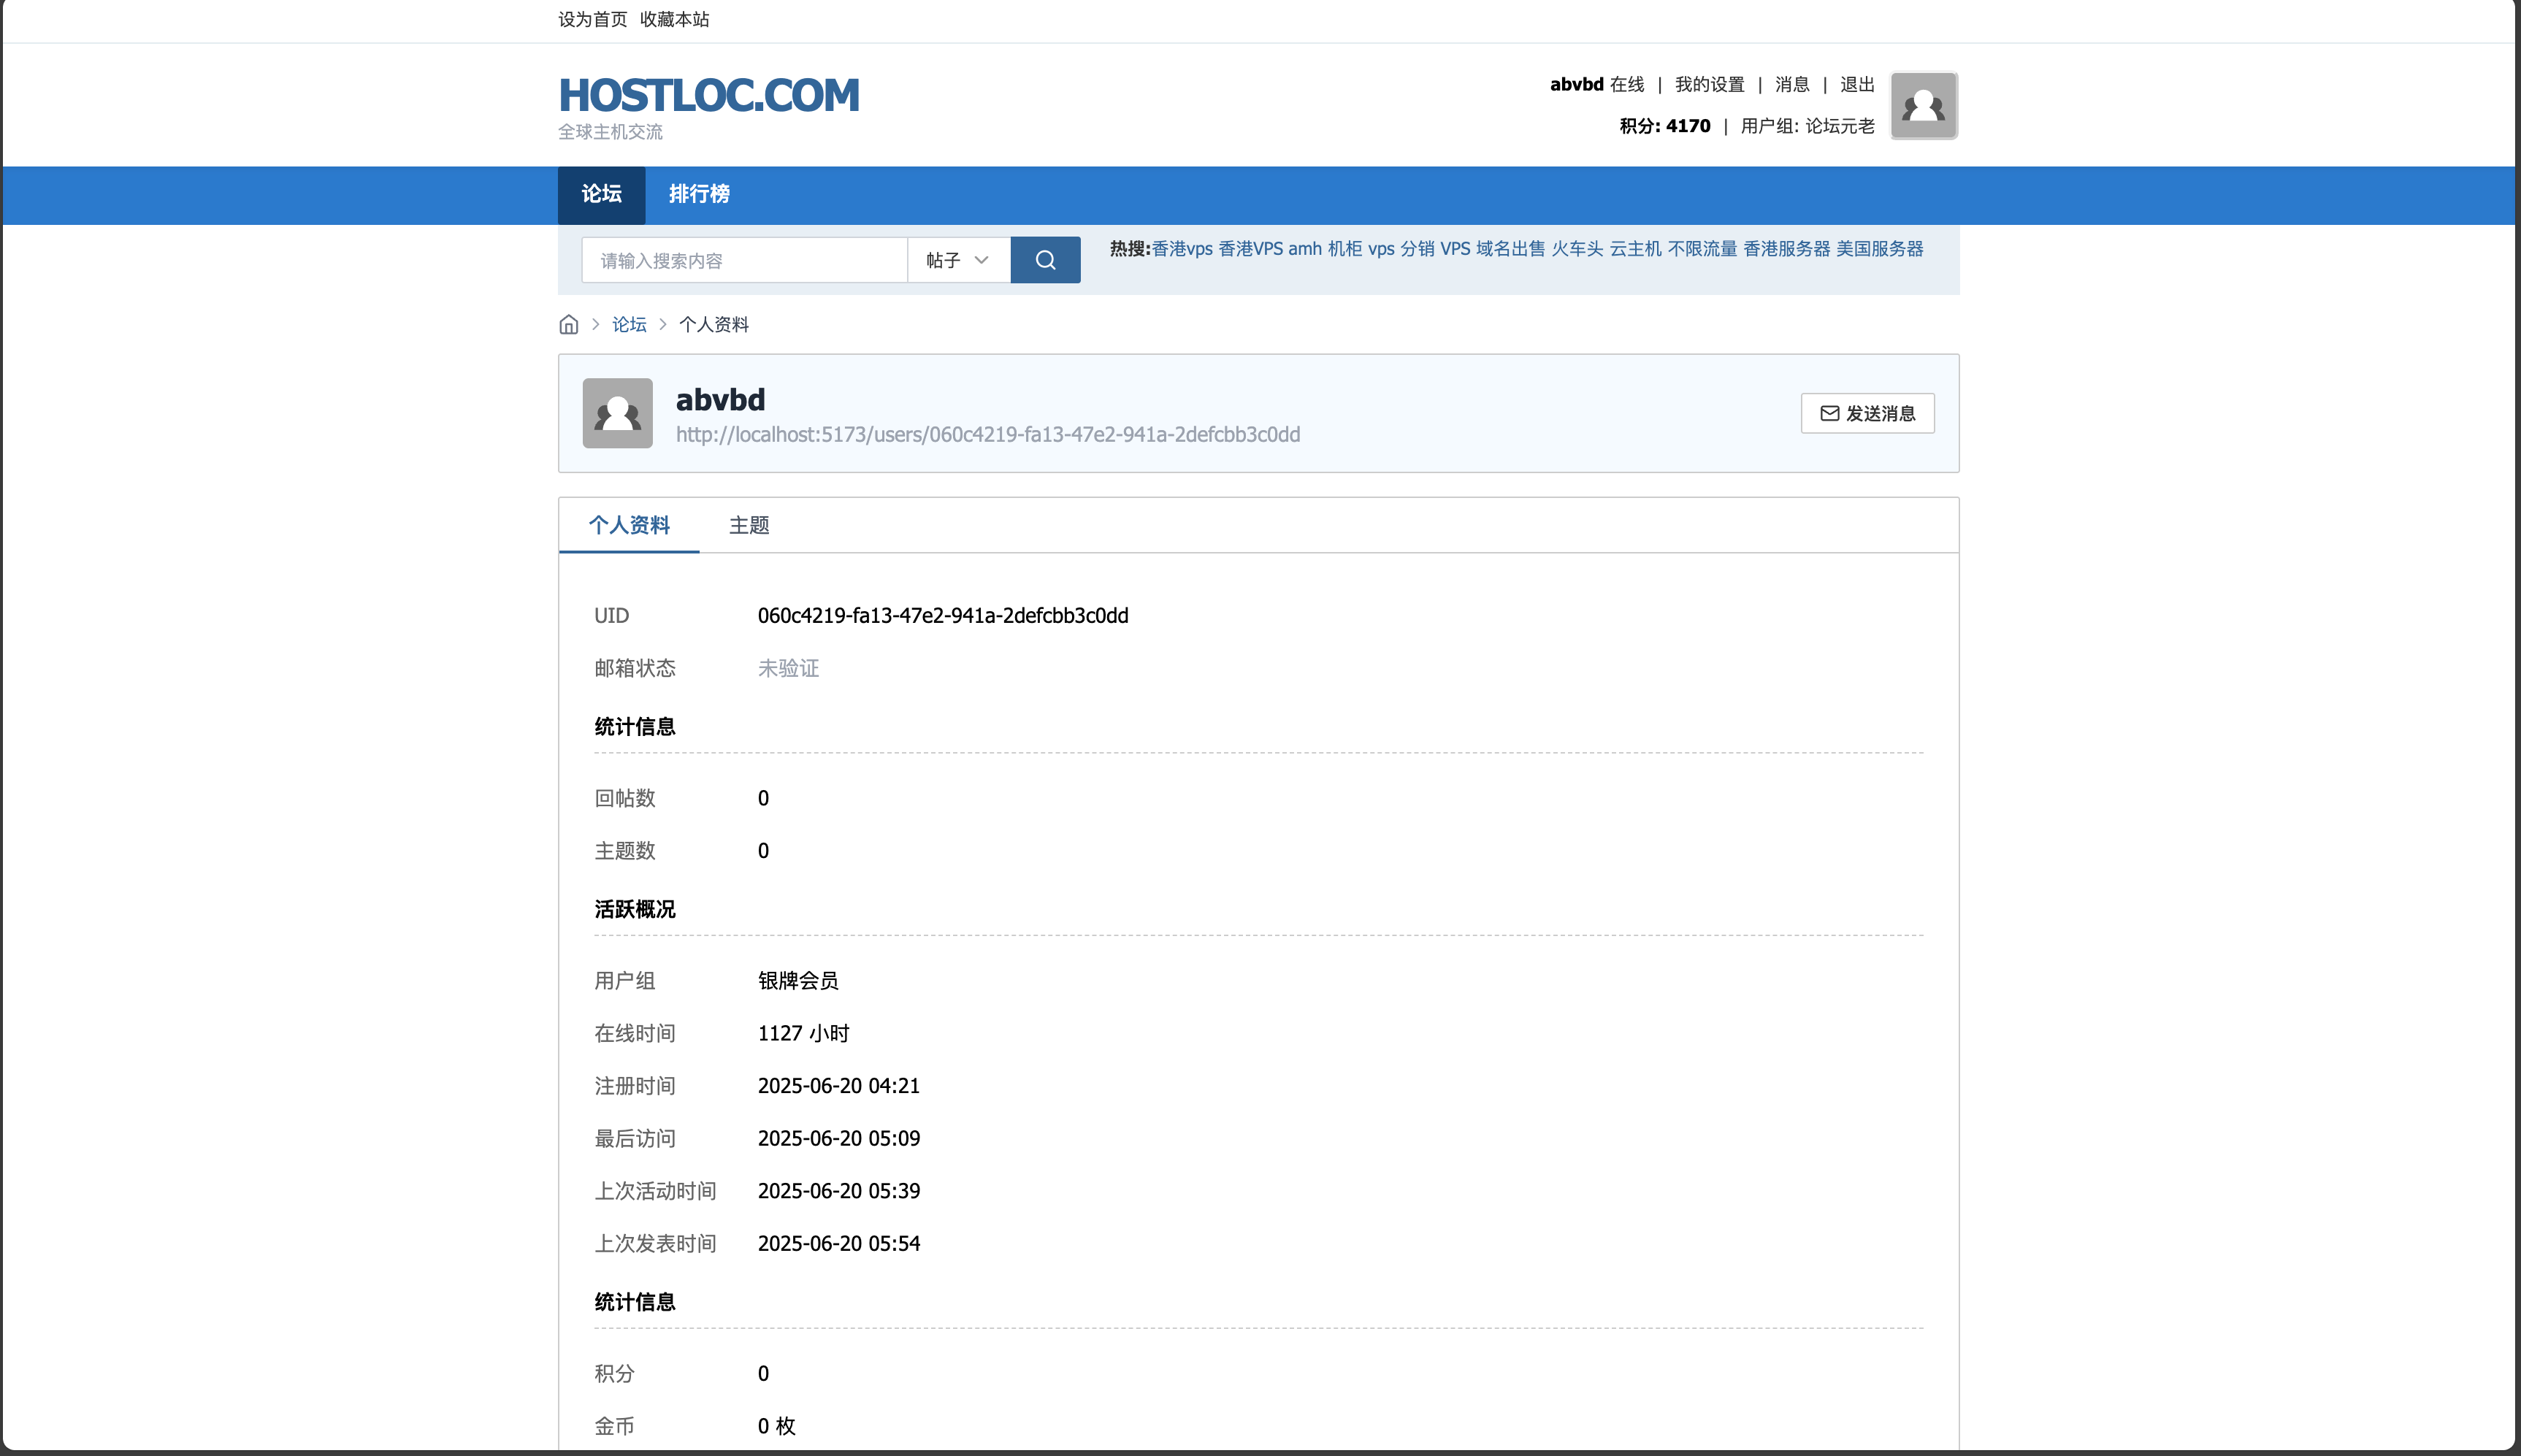 设为首页 收藏本站
HOSTLOC.COM
全球主机交流
abvbd 在线 | 我的设置 | 消息 | 退出
积分: 4170 | 用户组: 论坛元老
论坛 排行榜
请输入搜索内容 帖子
热搜:香港vps 香港VPS amh 机柜 vps 分销 VPS 域名出售 火车头 云主机 不限流量 香港服务器 美国服务器
论坛 > 个人资料
abvbd
http://localhost:5173/users/060c4219-fa13-47e2-941a-2defcbb3c0dd
发送消息
个人资料 主题
UID 060c4219-fa13-47e2-941a-2defcbb3c0dd
邮箱状态 未验证
统计信息
回帖数 0
主题数 0
活跃概况
用户组 银牌会员
在线时间 1127 小时
注册时间 2025-06-20 04:21
最后访问 2025-06-20 05:09
上次活动时间 2025-06-20 05:39
上次发表时间 2025-06-20 05:54
统计信息
积分 0
金币 0 枚